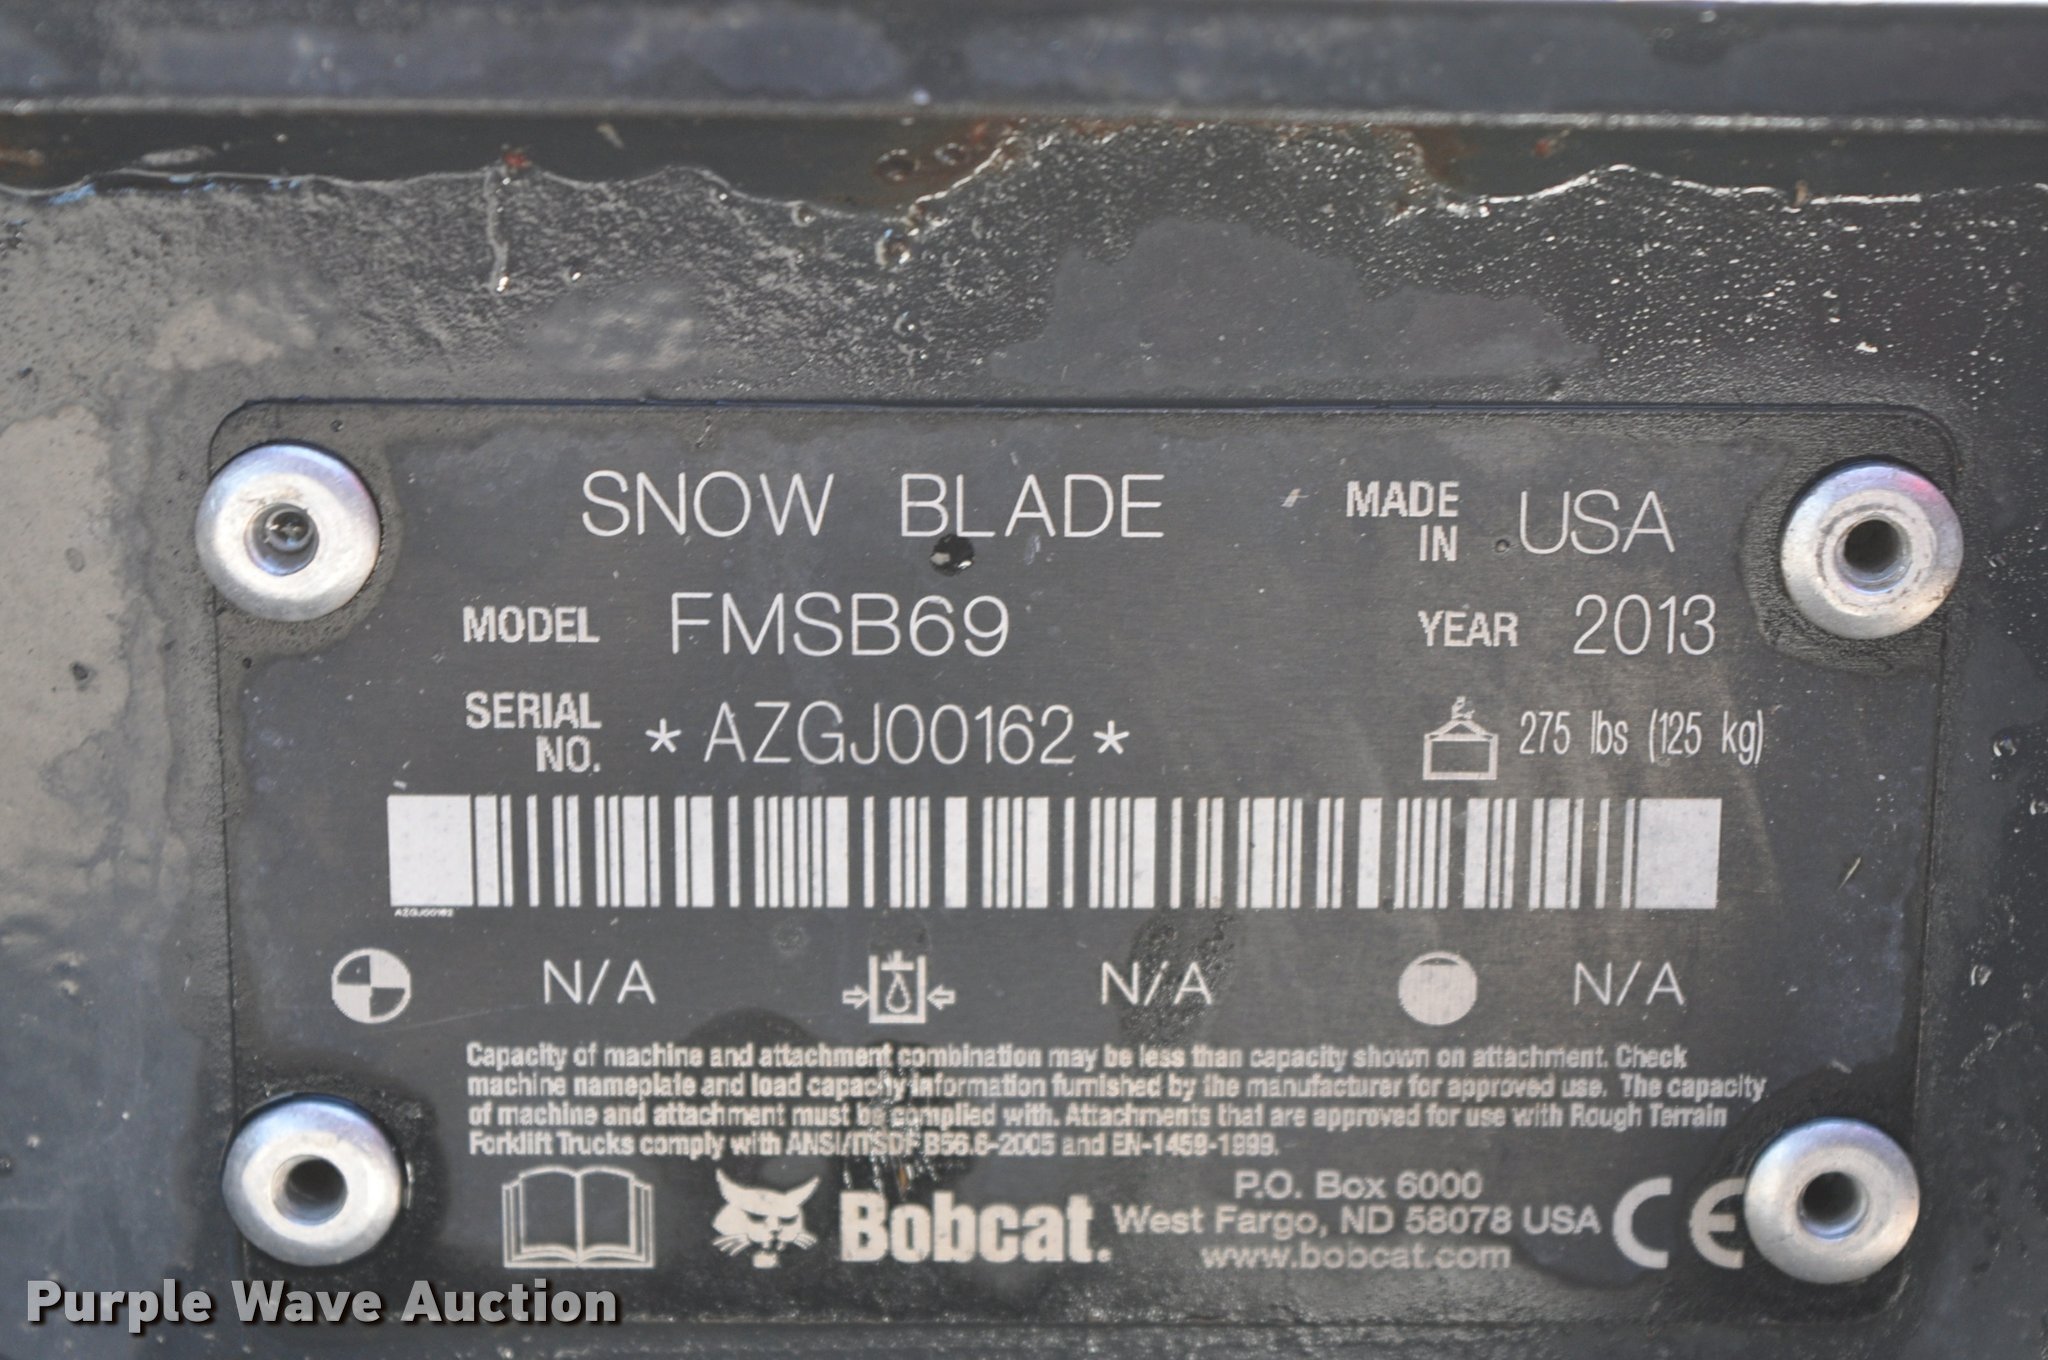 SNOW BLADE
MADE IN USA
MODEL FMSB69
YEAR 2013
SERIAL NO. *AZGJ00162*
275 lbs (125 kg)
AZGJ00162
N/A N/A N/A
Capacity of machine and attachment combination may be less than capacity shown on attachment. Check
machine nameplate and load capacity information furnished by the manufacturer for approved use. The capacity
of machine and attachment must be complied with. Attachments that are approved for use with Rough Terrain
Forklift Trucks comply with ANSI/ITSDF B56.6-2005 and EN-1459-1999.
Bobcat.
P.O. Box 6000
West Fargo, ND 58078 USA
www.bobcat.com
CE
Purple Wave Auction